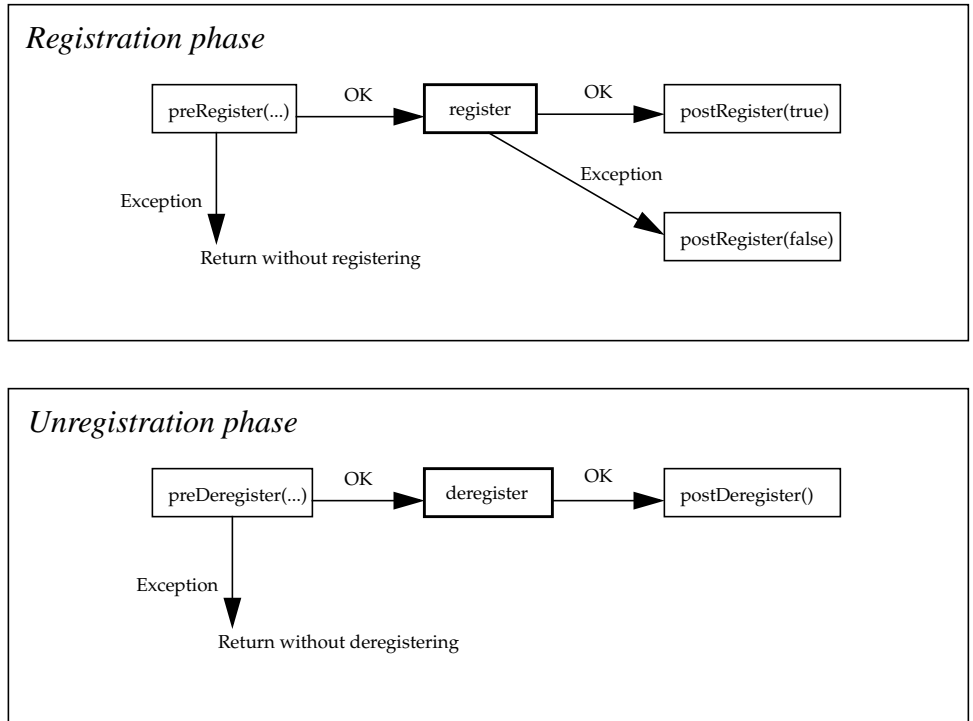 Registration phase
OK
OK
preRegister(...)
register
postRegister(true)
Exception
Exception
postRegister(false)
Return without registering
Unregistration phase
OK
OK
preDeregister(...)
deregister
postDeregister()
Exception
Return without deregistering